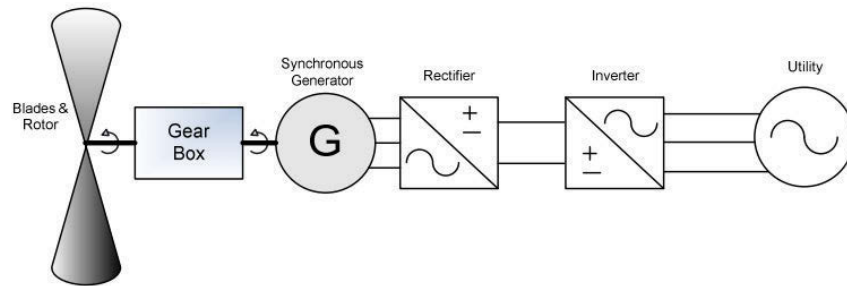 Blades &
Rotor
Gear
Box
Synchronous
Generator
G
Rectifier
+
−
Inverter
+
−
Utility